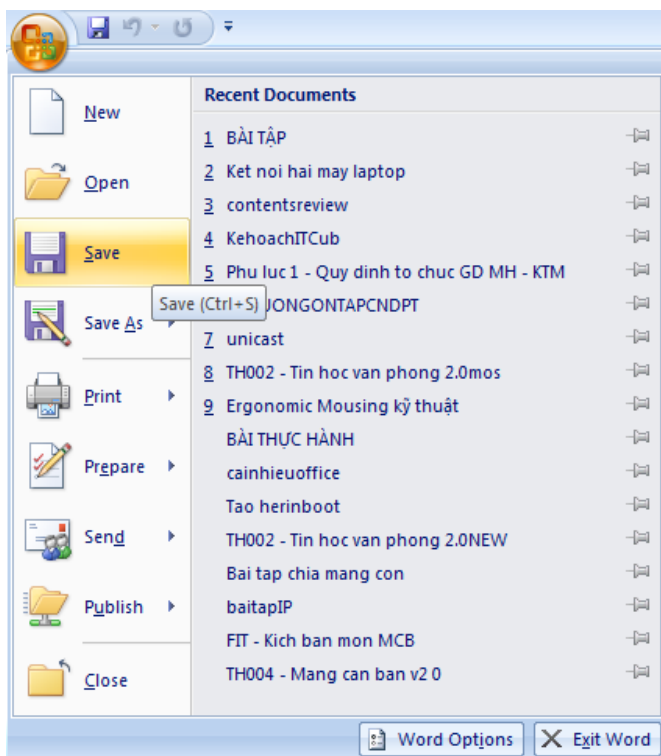 New
Open
Save
Save (Ctrl+S)
Save As
Print
Prepare
Send
Publish
Close
Recent Documents
1 BÀI TẬP
2 Ket noi hai may laptop
3 contentsreview
4 KehoachITCub
5 Phu luc 1 - Quy dinh to chuc GD MH - KTM
UONGONTAPCNDPT
7 unicast
8 TH002 - Tin hoc van phong 2.0mos
9 Ergonomic Mousing kỹ thuật
BÀI THỰC HÀNH
cainhieuoffice
Tao herinboot
TH002 - Tin hoc van phong 2.0NEW
Bai tap chia mang con
baitapIP
FIT - Kich ban mon MCB
TH004 - Mang can ban v2 0
Word Options
Exit Word